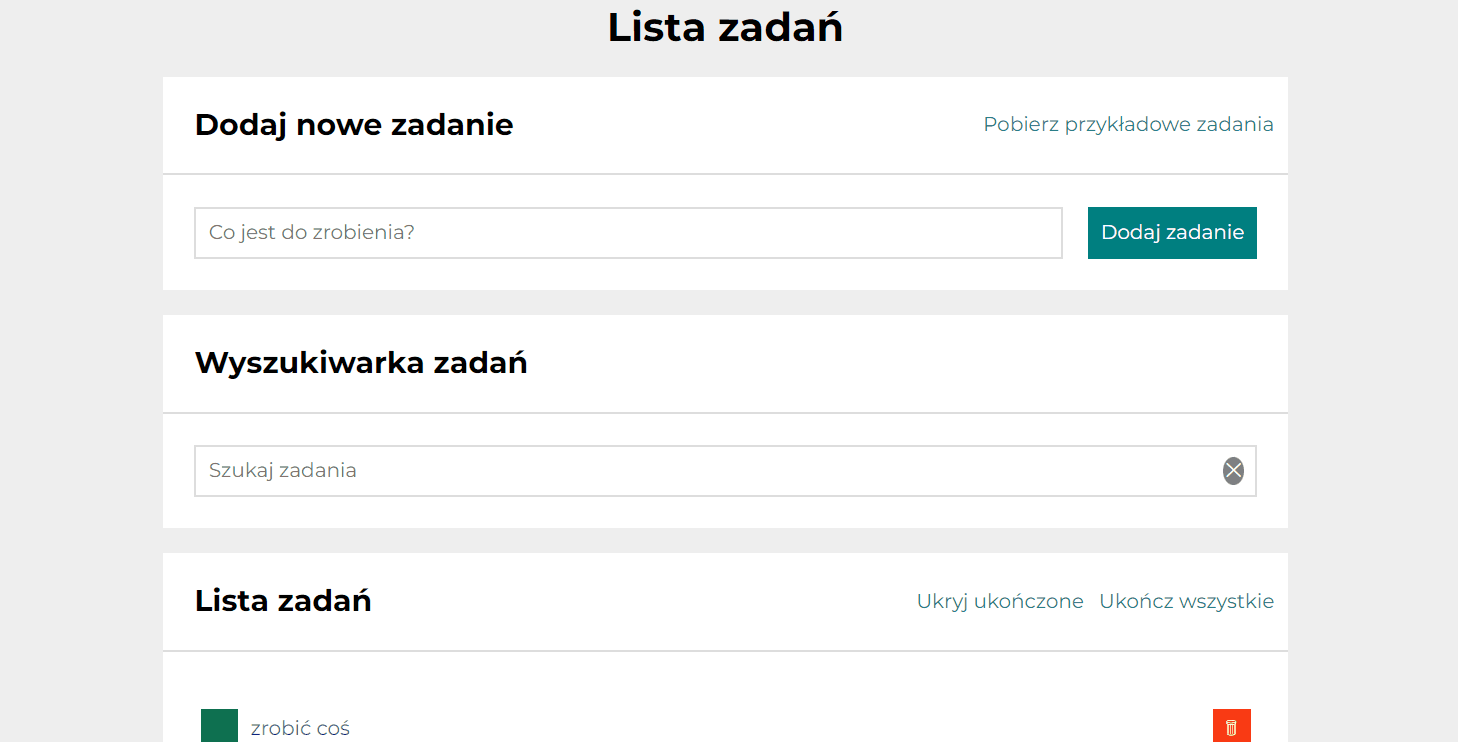 Lista zadań
Dodaj nowe zadanie
Pobierz przykładowe zadania
Co jest do zrobienia?
Dodaj zadanie
Wyszukiwarka zadań
Szukaj zadania
Lista zadań
Ukryj ukończone
Ukończ wszystkie
zrobić coś